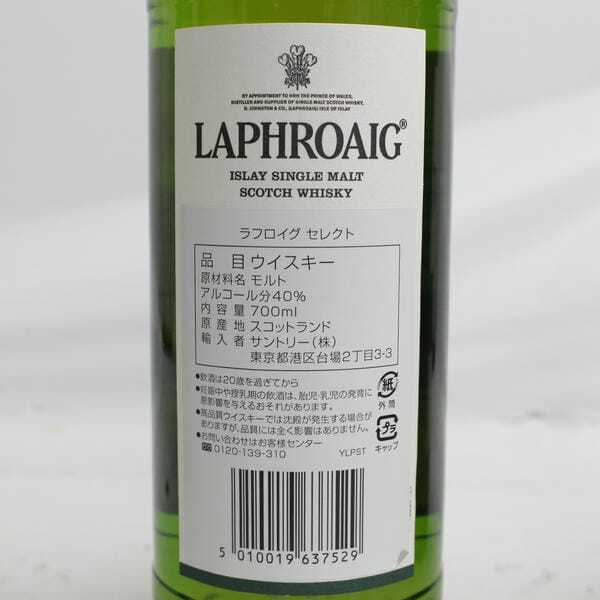 BY APPOINTMENT TO HRH THE PRINCE OF WALES,
DISTILLER AND SUPPLIER OF SINGLE MALT SCOTCH WHISKY,
D. JOHNSTON & CO., (LAPHROAIG) ISLE OF ISLAY
LAPHROAIG®
ISLAY SINGLE MALT
SCOTCH WHISKY
ラフロイグ セレクト
品 目 ウイスキー
原材料名 モルト
アルコール分40%
内 容 量 700ml
原 産 地 スコットランド
輸 入 者 サントリー(株)
東京都港区台場2丁目3-3
●飲酒は20歳を過ぎてから
●妊娠中や授乳期の飲酒は、胎児・乳児の発育に
悪影響を与えるおそれがあります。
●高品質ウイスキーでは沈殿が発生する場合が
ありますが、品質には全く影響はありません。
●お問い合わせはお客様センター
0120-139-310
紙
外 筒
プラ
キャップ
YLPST
5 010019 637529